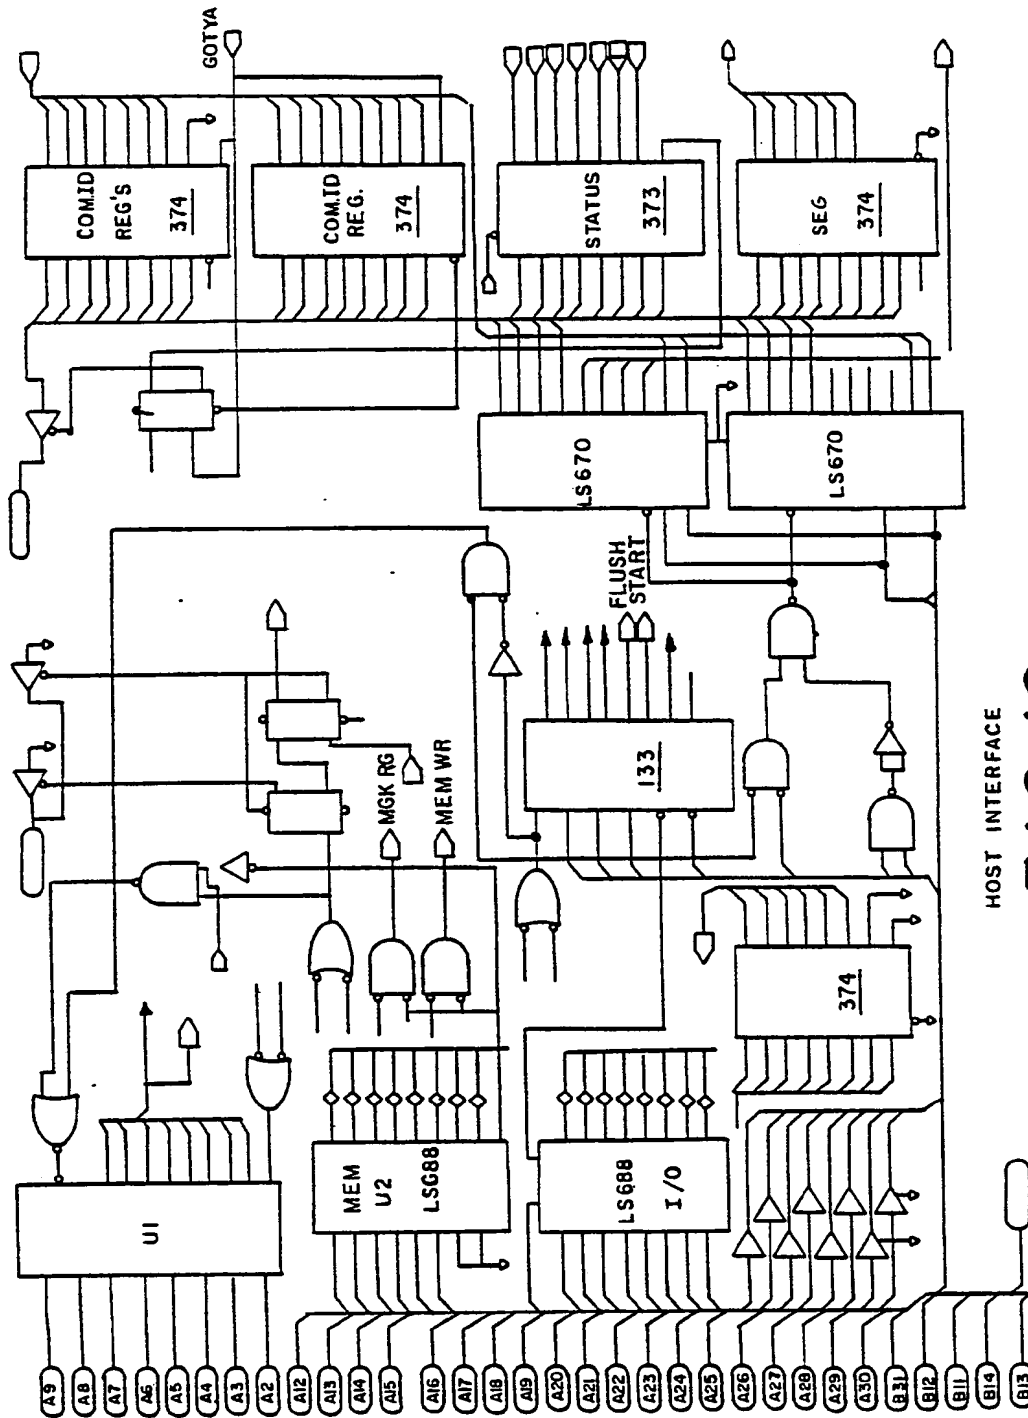 GOTYA
COM.ID
REG'S
374
COM.ID
REG.
374
STATUS
373
SEG
374
LS670
LS670
FLUSH
START
MGK RG
MEM WR
133
374
U1
MEM
U2
LSG88
LS688
I/O
A9
A8
A7
A6
A5
A4
A3
A2
A12
A13
A14
A15
A16
A17
A18
A19
A20
A21
A22
A23
A24
A25
A26
A27
A28
A29
A30
B31
B12
B11
B14
B13
HOST INTERFACE